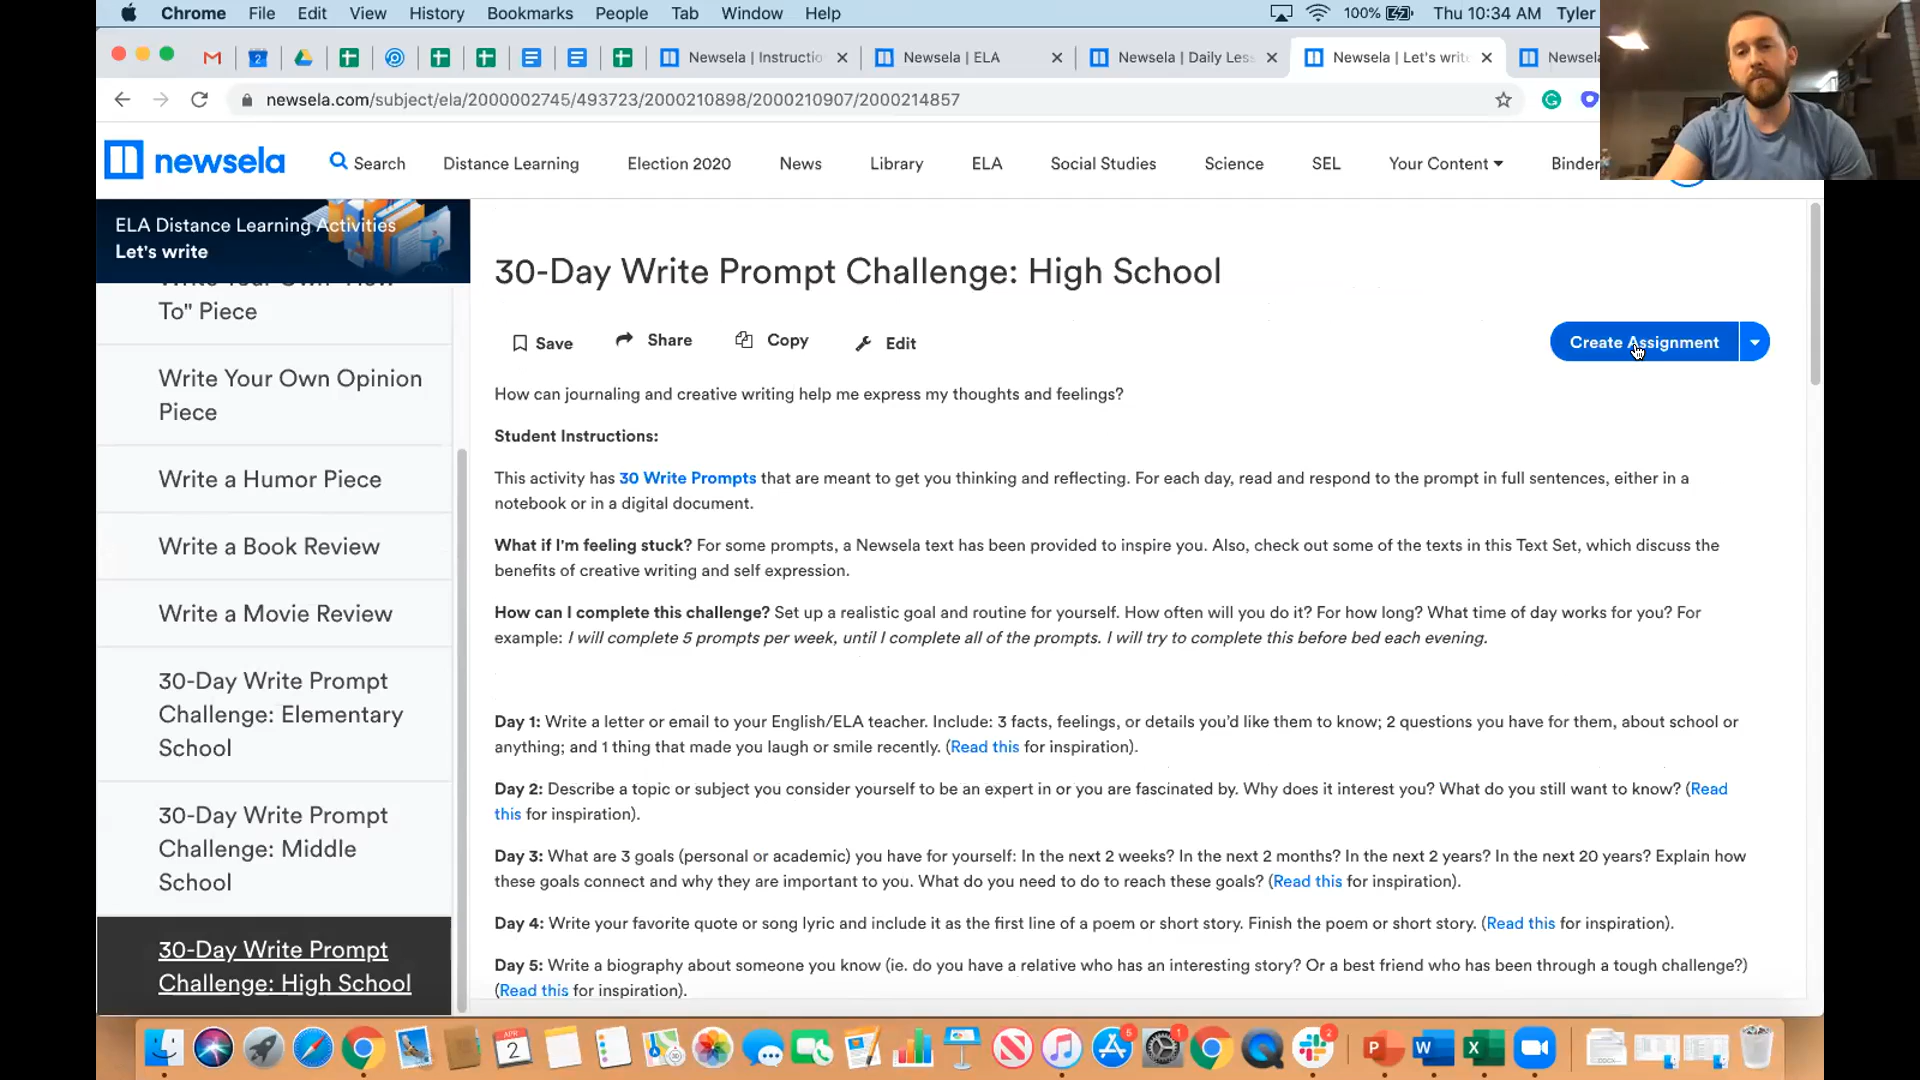 Chrome File Edit View History Bookmarks People Tab Window Help 100% Thu 10:34 AM Tyler
Newsela | Instructio Newsela | ELA Newsela | Daily Less Newsela | Let's write Newsela
newsela.com/subject/ela/2000002745/493723/2000210898/2000210907/2000214857
newsela Search Distance Learning Election 2020 News Library ELA Social Studies Science SEL Your Content Binder
ELA Distance Learning Activities
Let's write
Write Your Own "How
To" Piece
Write Your Own Opinion
Piece
Write a Humor Piece
Write a Book Review
Write a Movie Review
30-Day Write Prompt
Challenge: Elementary
School
30-Day Write Prompt
Challenge: Middle
School
30-Day Write Prompt
Challenge: High School
30-Day Write Prompt Challenge: High School
Save Share Copy Edit
Create Assignment
How can journaling and creative writing help me express my thoughts and feelings?
Student Instructions:
This activity has 30 Write Prompts that are meant to get you thinking and reflecting. For each day, read and respond to the prompt in full sentences, either in a
notebook or in a digital document.
What if I'm feeling stuck? For some prompts, a Newsela text has been provided to inspire you. Also, check out some of the texts in this Text Set, which discuss the
benefits of creative writing and self expression.
How can I complete this challenge? Set up a realistic goal and routine for yourself. How often will you do it? For how long? What time of day works for you? For
example: I will complete 5 prompts per week, until I complete all of the prompts. I will try to complete this before bed each evening.
Day 1: Write a letter or email to your English/ELA teacher. Include: 3 facts, feelings, or details you'd like them to know; 2 questions you have for them, about school or
anything; and 1 thing that made you laugh or smile recently. (Read this for inspiration).
Day 2: Describe a topic or subject you consider yourself to be an expert in or you are fascinated by. Why does it interest you? What do you still want to know? (Read
this for inspiration).
Day 3: What are 3 goals (personal or academic) you have for yourself: In the next 2 weeks? In the next 2 months? In the next 2 years? In the next 20 years? Explain how
these goals connect and why they are important to you. What do you need to do to reach these goals? (Read this for inspiration).
Day 4: Write your favorite quote or song lyric and include it as the first line of a poem or short story. Finish the poem or short story. (Read this for inspiration).
Day 5: Write a biography about someone you know (ie. do you have a relative who has an interesting story? Or a best friend who has been through a tough challenge?)
(Read this for inspiration).
APR
2
5
1
2
P
W
X
DOCX